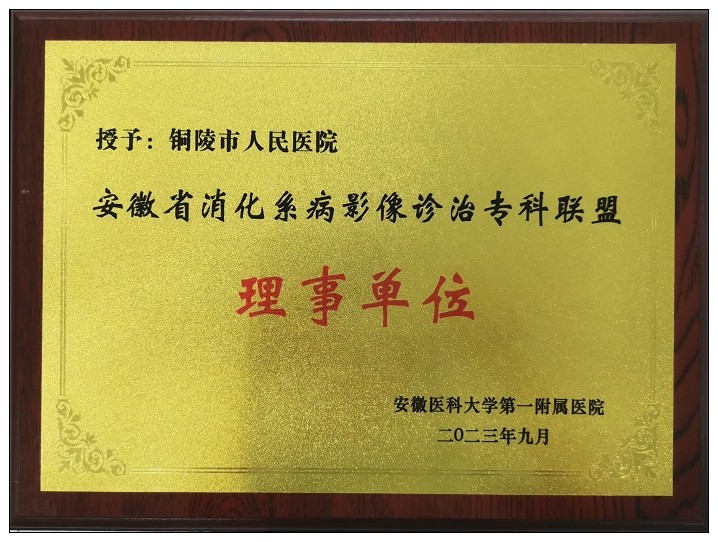 授予：铜陵市人民医院
安徽省消化系病影像诊治专科联盟
理事单位
安徽医科大学第一附属医院
二〇二三年九月